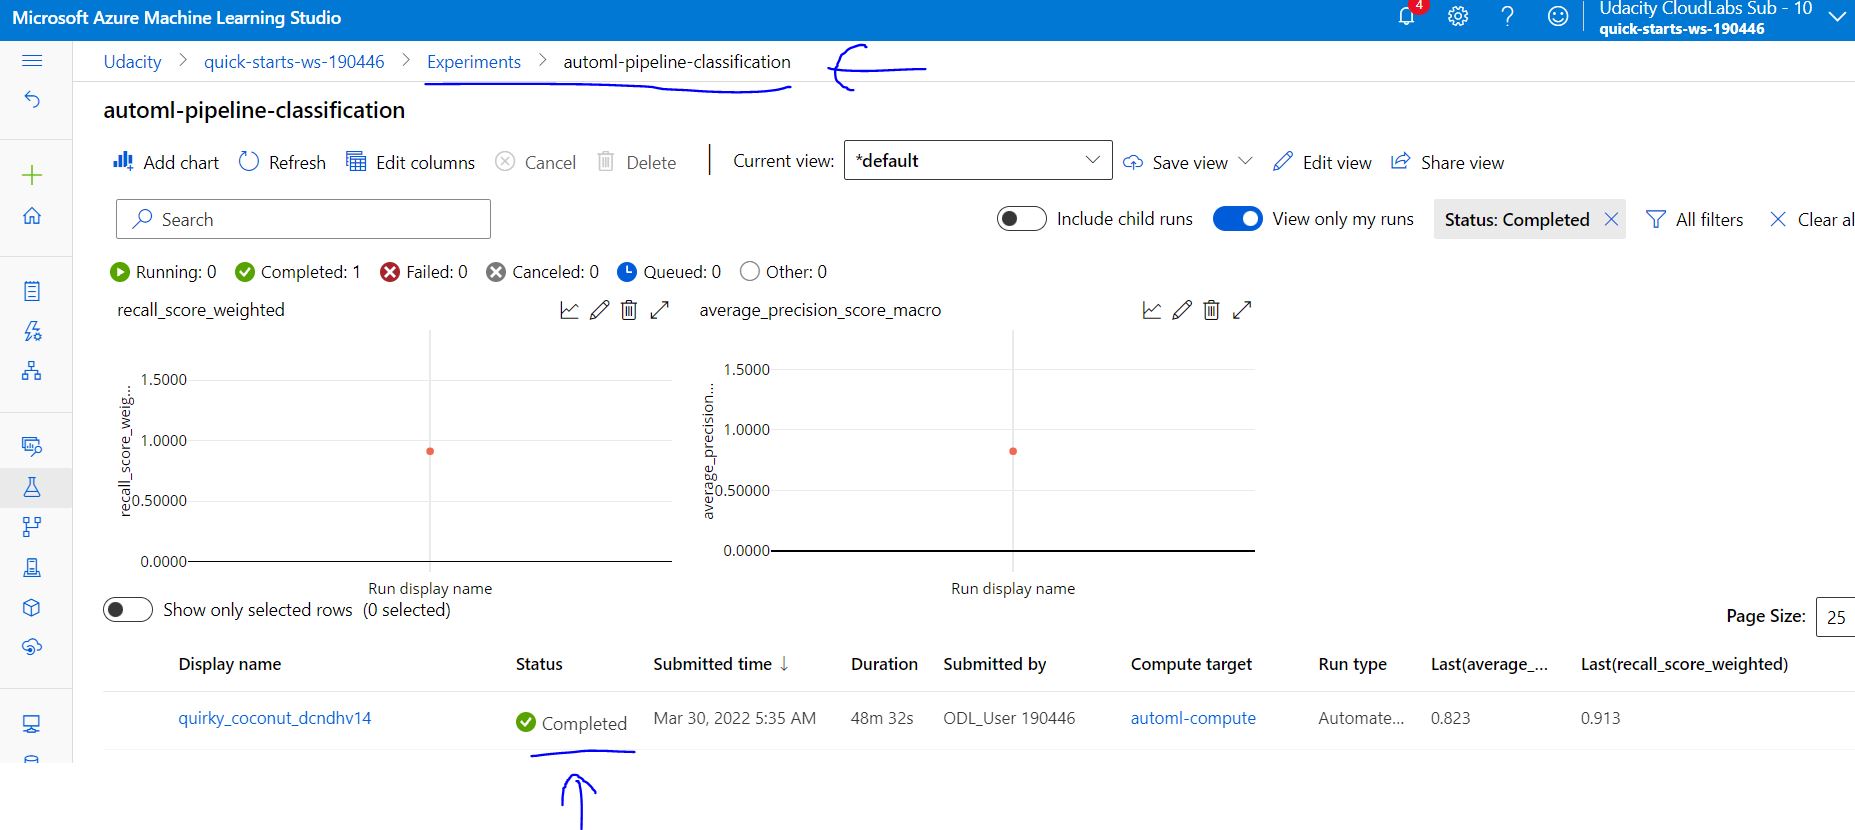 Microsoft Azure Machine Learning Studio
4
Udacity CloudLabs Sub - 10
quick-starts-ws-190446
Udacity > quick-starts-ws-190446 > Experiments > automl-pipeline-classification
automl-pipeline-classification
Add chart Refresh Edit columns Cancel Delete Current view: *default Save view Edit view Share view
Search Include child runs View only my runs Status: Completed All filters Clear al
Running: 0 Completed: 1 Failed: 0 Canceled: 0 Queued: 0 Other: 0
recall_score_weighted
recall_score_weig...
1.5000
1.0000
0.50000
0.0000
Run display name
average_precision_score_macro
average_precision...
1.5000
1.0000
0.50000
0.0000
Run display name
Show only selected rows (0 selected)
Page Size: 25
Display name Status Submitted time ↓ Duration Submitted by Compute target Run type Last(average_... Last(recall_score_weighted)
quirky_coconut_dcndhv14 Completed Mar 30, 2022 5:35 AM 48m 32s ODL_User 190446 automl-compute Automate... 0.823 0.913